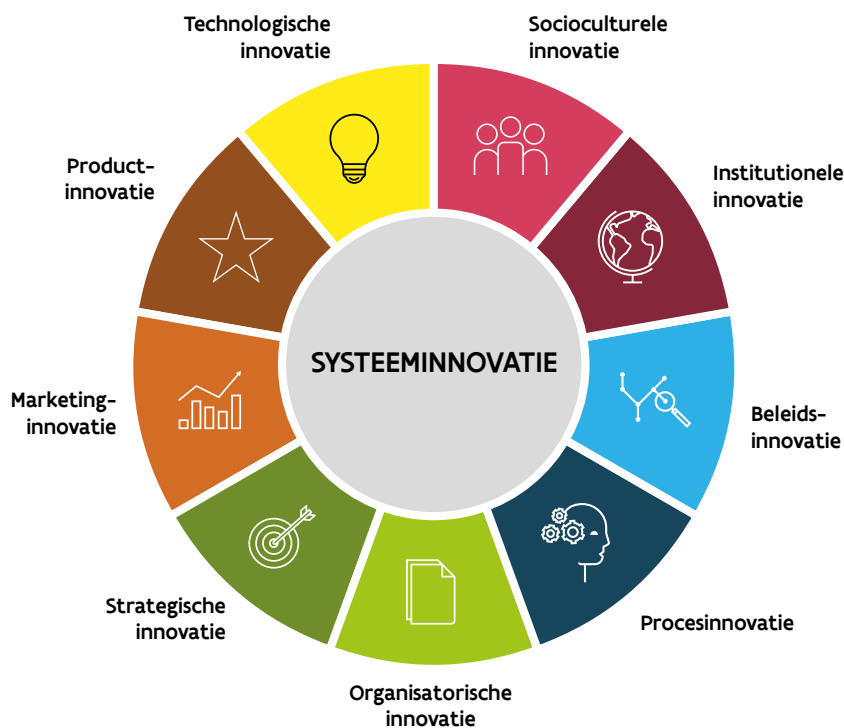 Technologische
innovatie
Socioculturele
innovatie
Institutionele
innovatie
Beleids-
innovatie
Procesinnovatie
Organisatorische
innovatie
Strategische
innovatie
Marketing-
innovatie
Product-
innovatie
SYSTEEMINNOVATIE